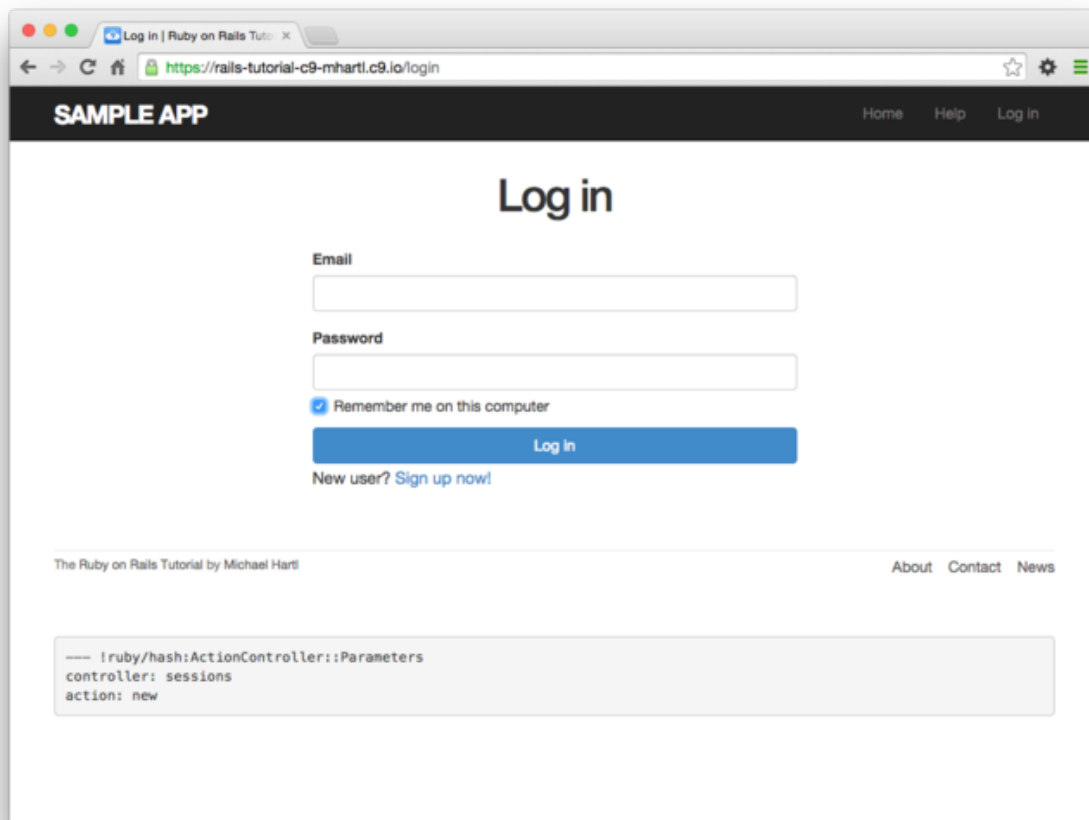 Log in | Ruby on Rails Tuto
https://rails-tutorial-c9-mhartl.c9.io/login
SAMPLE APP
Home Help Log in
Log in
Email
Password
Remember me on this computer
Log in
New user? Sign up now!
The Ruby on Rails Tutorial by Michael Hartl
About Contact News
--- !ruby/hash:ActionController::Parameters
controller: sessions
action: new